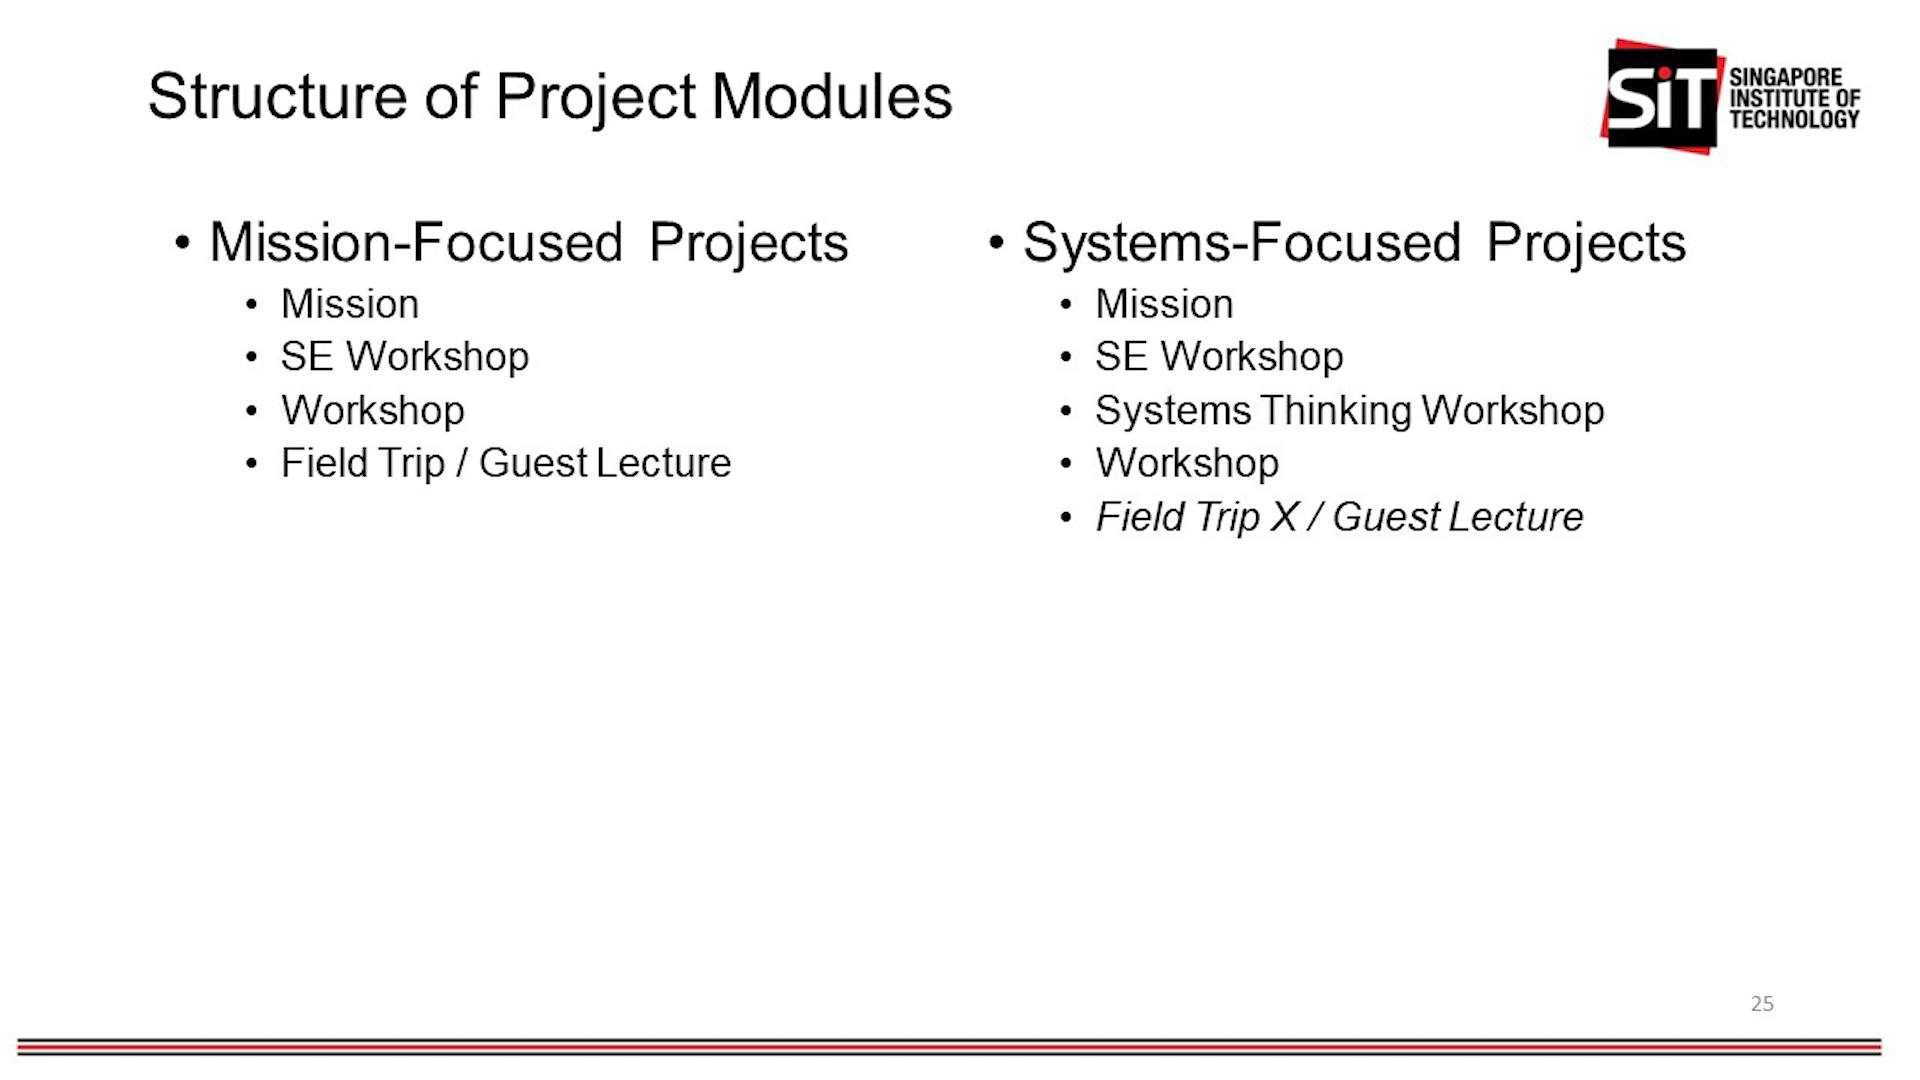 Structure of Project Modules
SiT
SINGAPORE
INSTITUTE OF
TECHNOLOGY
• Mission-Focused Projects
• Mission
• SE Workshop
• Workshop
• Field Trip / Guest Lecture
• Systems-Focused Projects
• Mission
• SE Workshop
• Systems Thinking Workshop
• Workshop
• Field Trip X / Guest Lecture
25